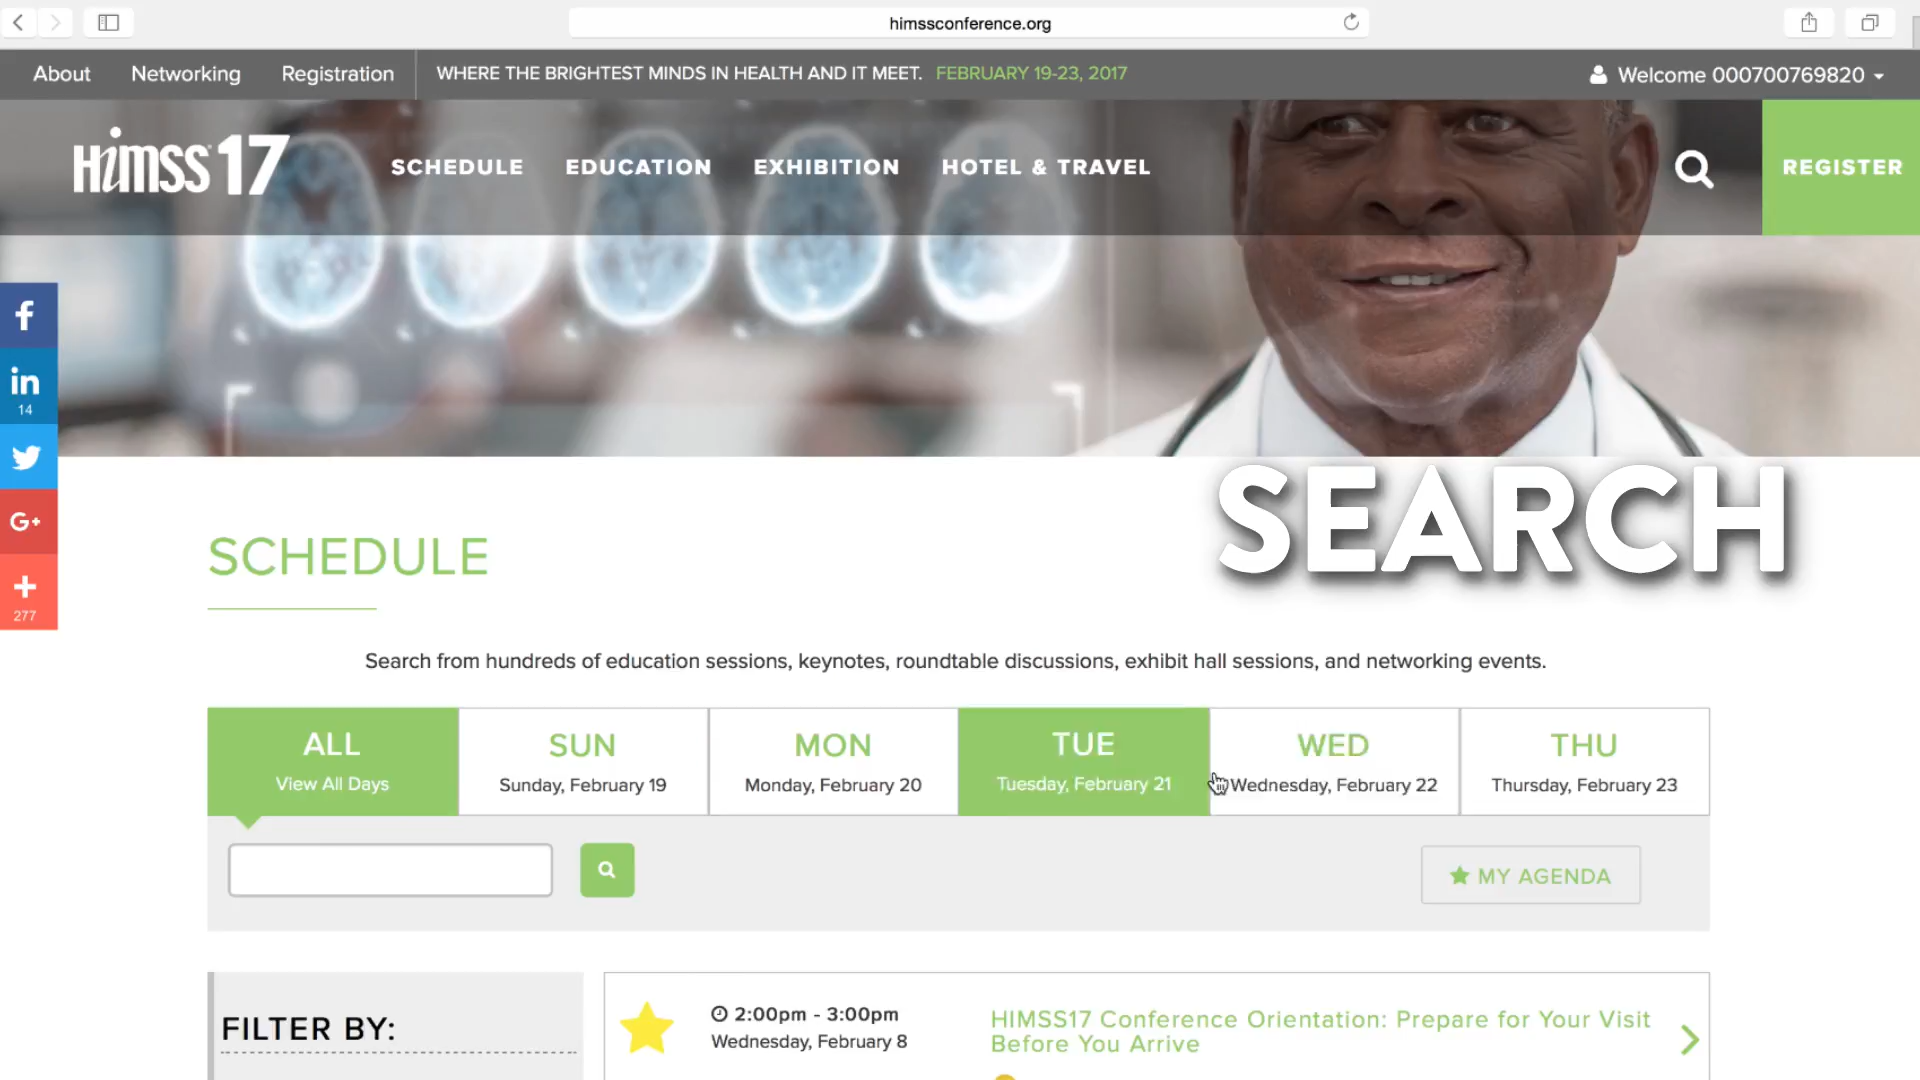 himssconference.org
About Networking Registration WHERE THE BRIGHTEST MINDS IN HEALTH AND IT MEET. FEBRUARY 19-23, 2017 Welcome 000700769820
HIMSS17 SCHEDULE EDUCATION EXHIBITION HOTEL & TRAVEL REGISTER
f
in
14
G+
+
277
SEARCH
SCHEDULE
Search from hundreds of education sessions, keynotes, roundtable discussions, exhibit hall sessions, and networking events.
ALL SUN MON TUE WED THU
View All Days Sunday, February 19 Monday, February 20 Tuesday, February 21 Wednesday, February 22 Thursday, February 23
MY AGENDA
FILTER BY:
2:00pm - 3:00pm
Wednesday, February 8
HIMSS17 Conference Orientation: Prepare for Your Visit
Before You Arrive